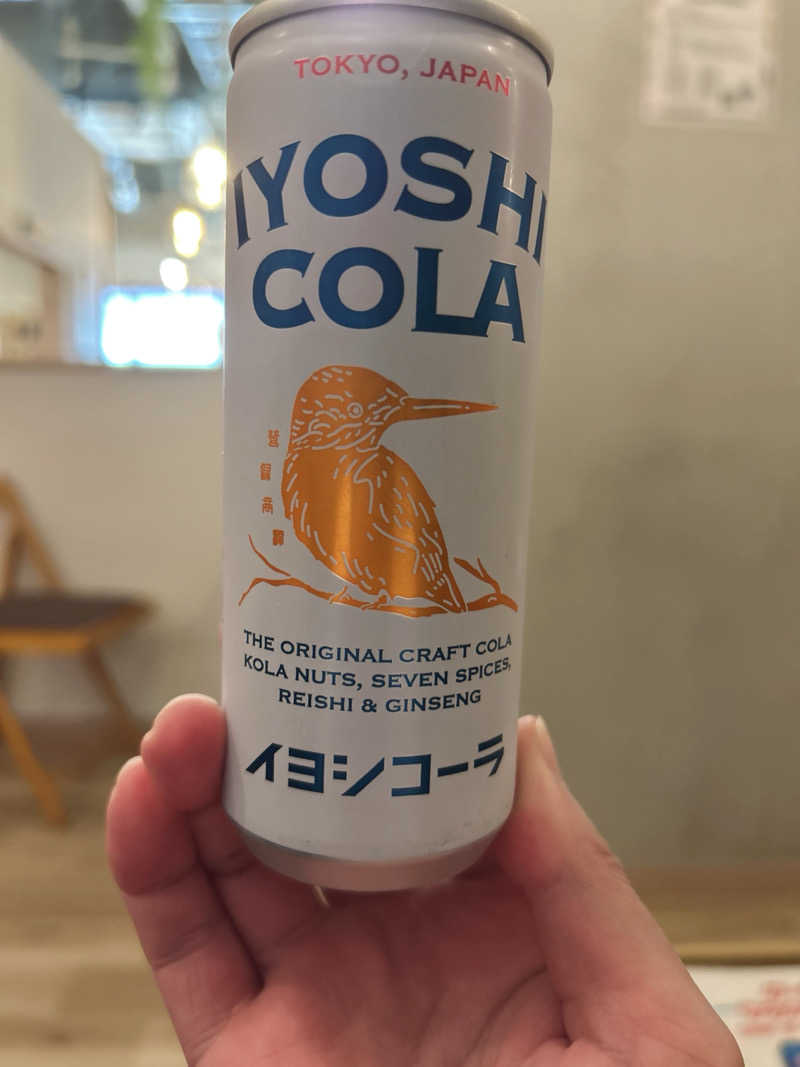 TOKYO, JAPAN
IYOSHI
COLA
THE ORIGINAL CRAFT COLA
KOLA NUTS, SEVEN SPICES,
REISHI & GINSENG
イヨシコーラ